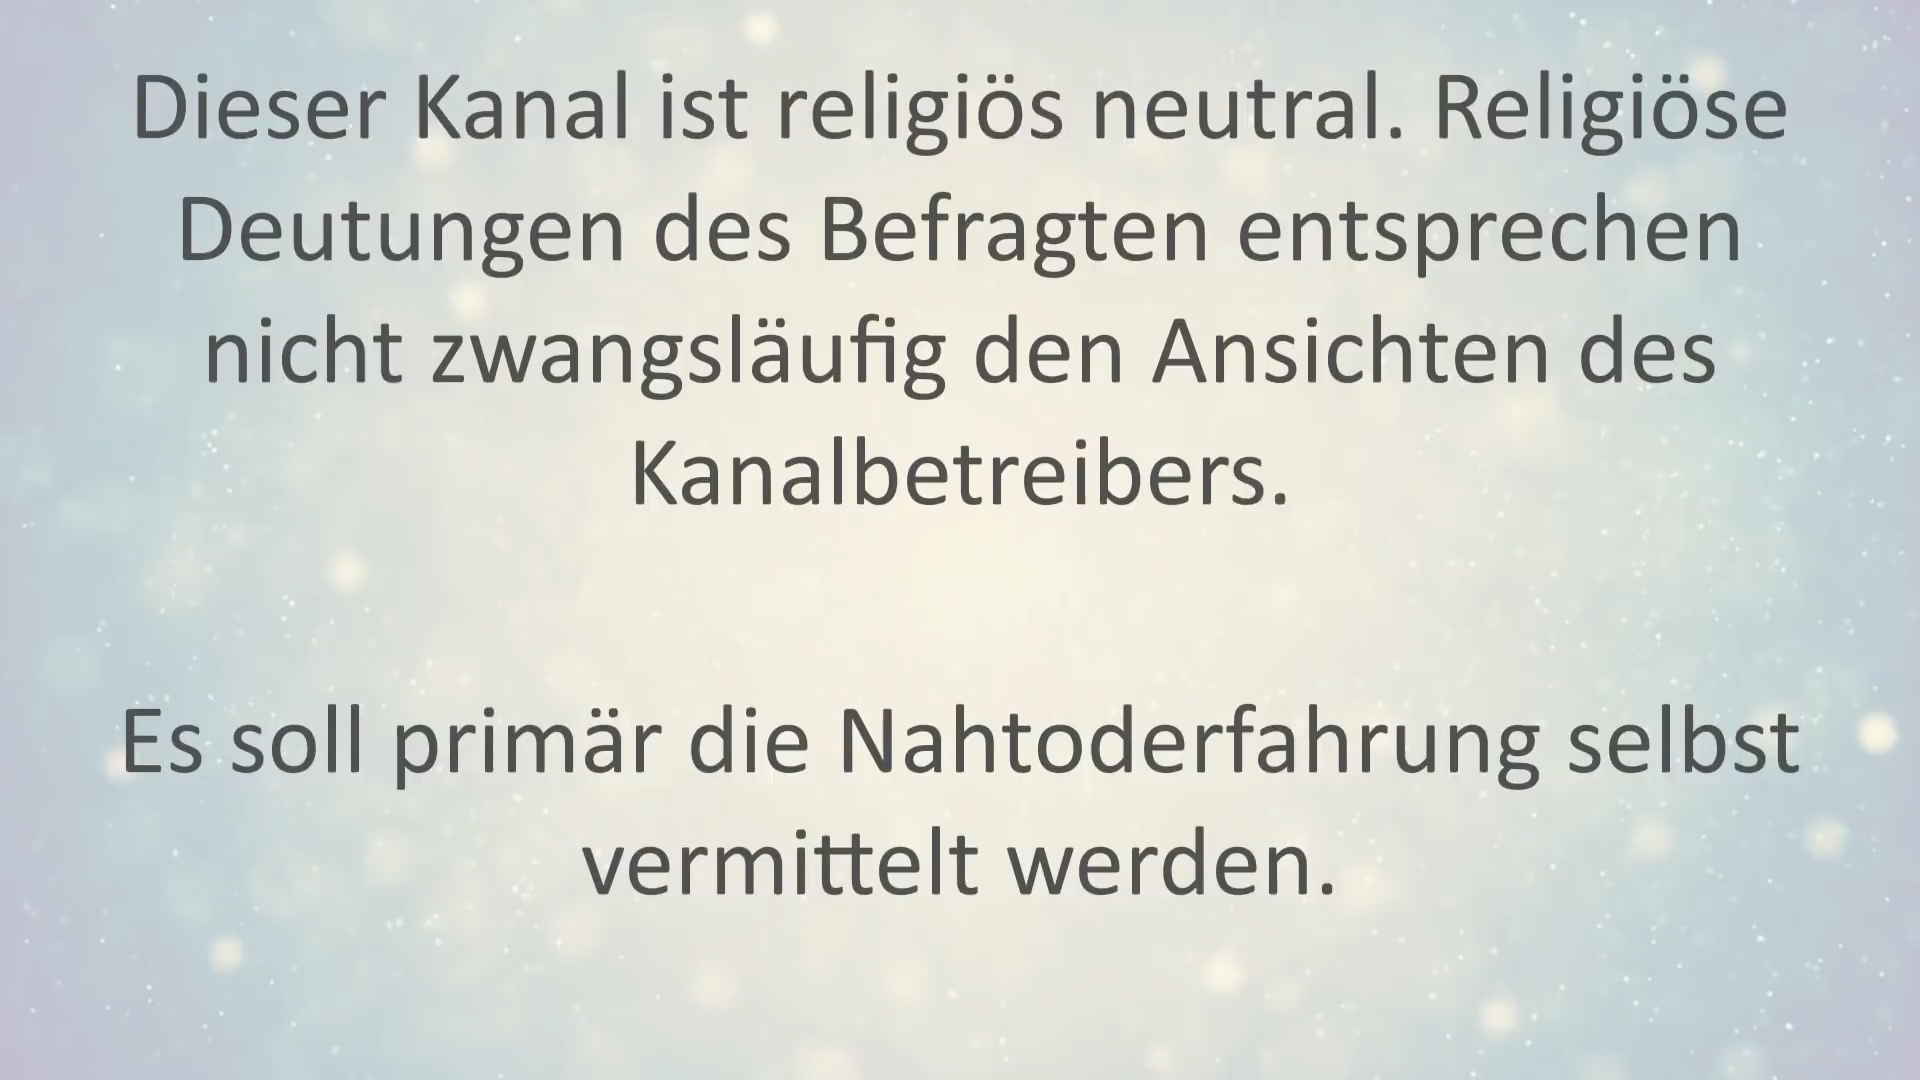 Dieser Kanal ist religiös neutral. Religiöse
Deutungen des Befragten entsprechen
nicht zwangsläufig den Ansichten des
Kanalbetreibers.
Es soll primär die Nahtoderfahrung selbst
vermittelt werden.